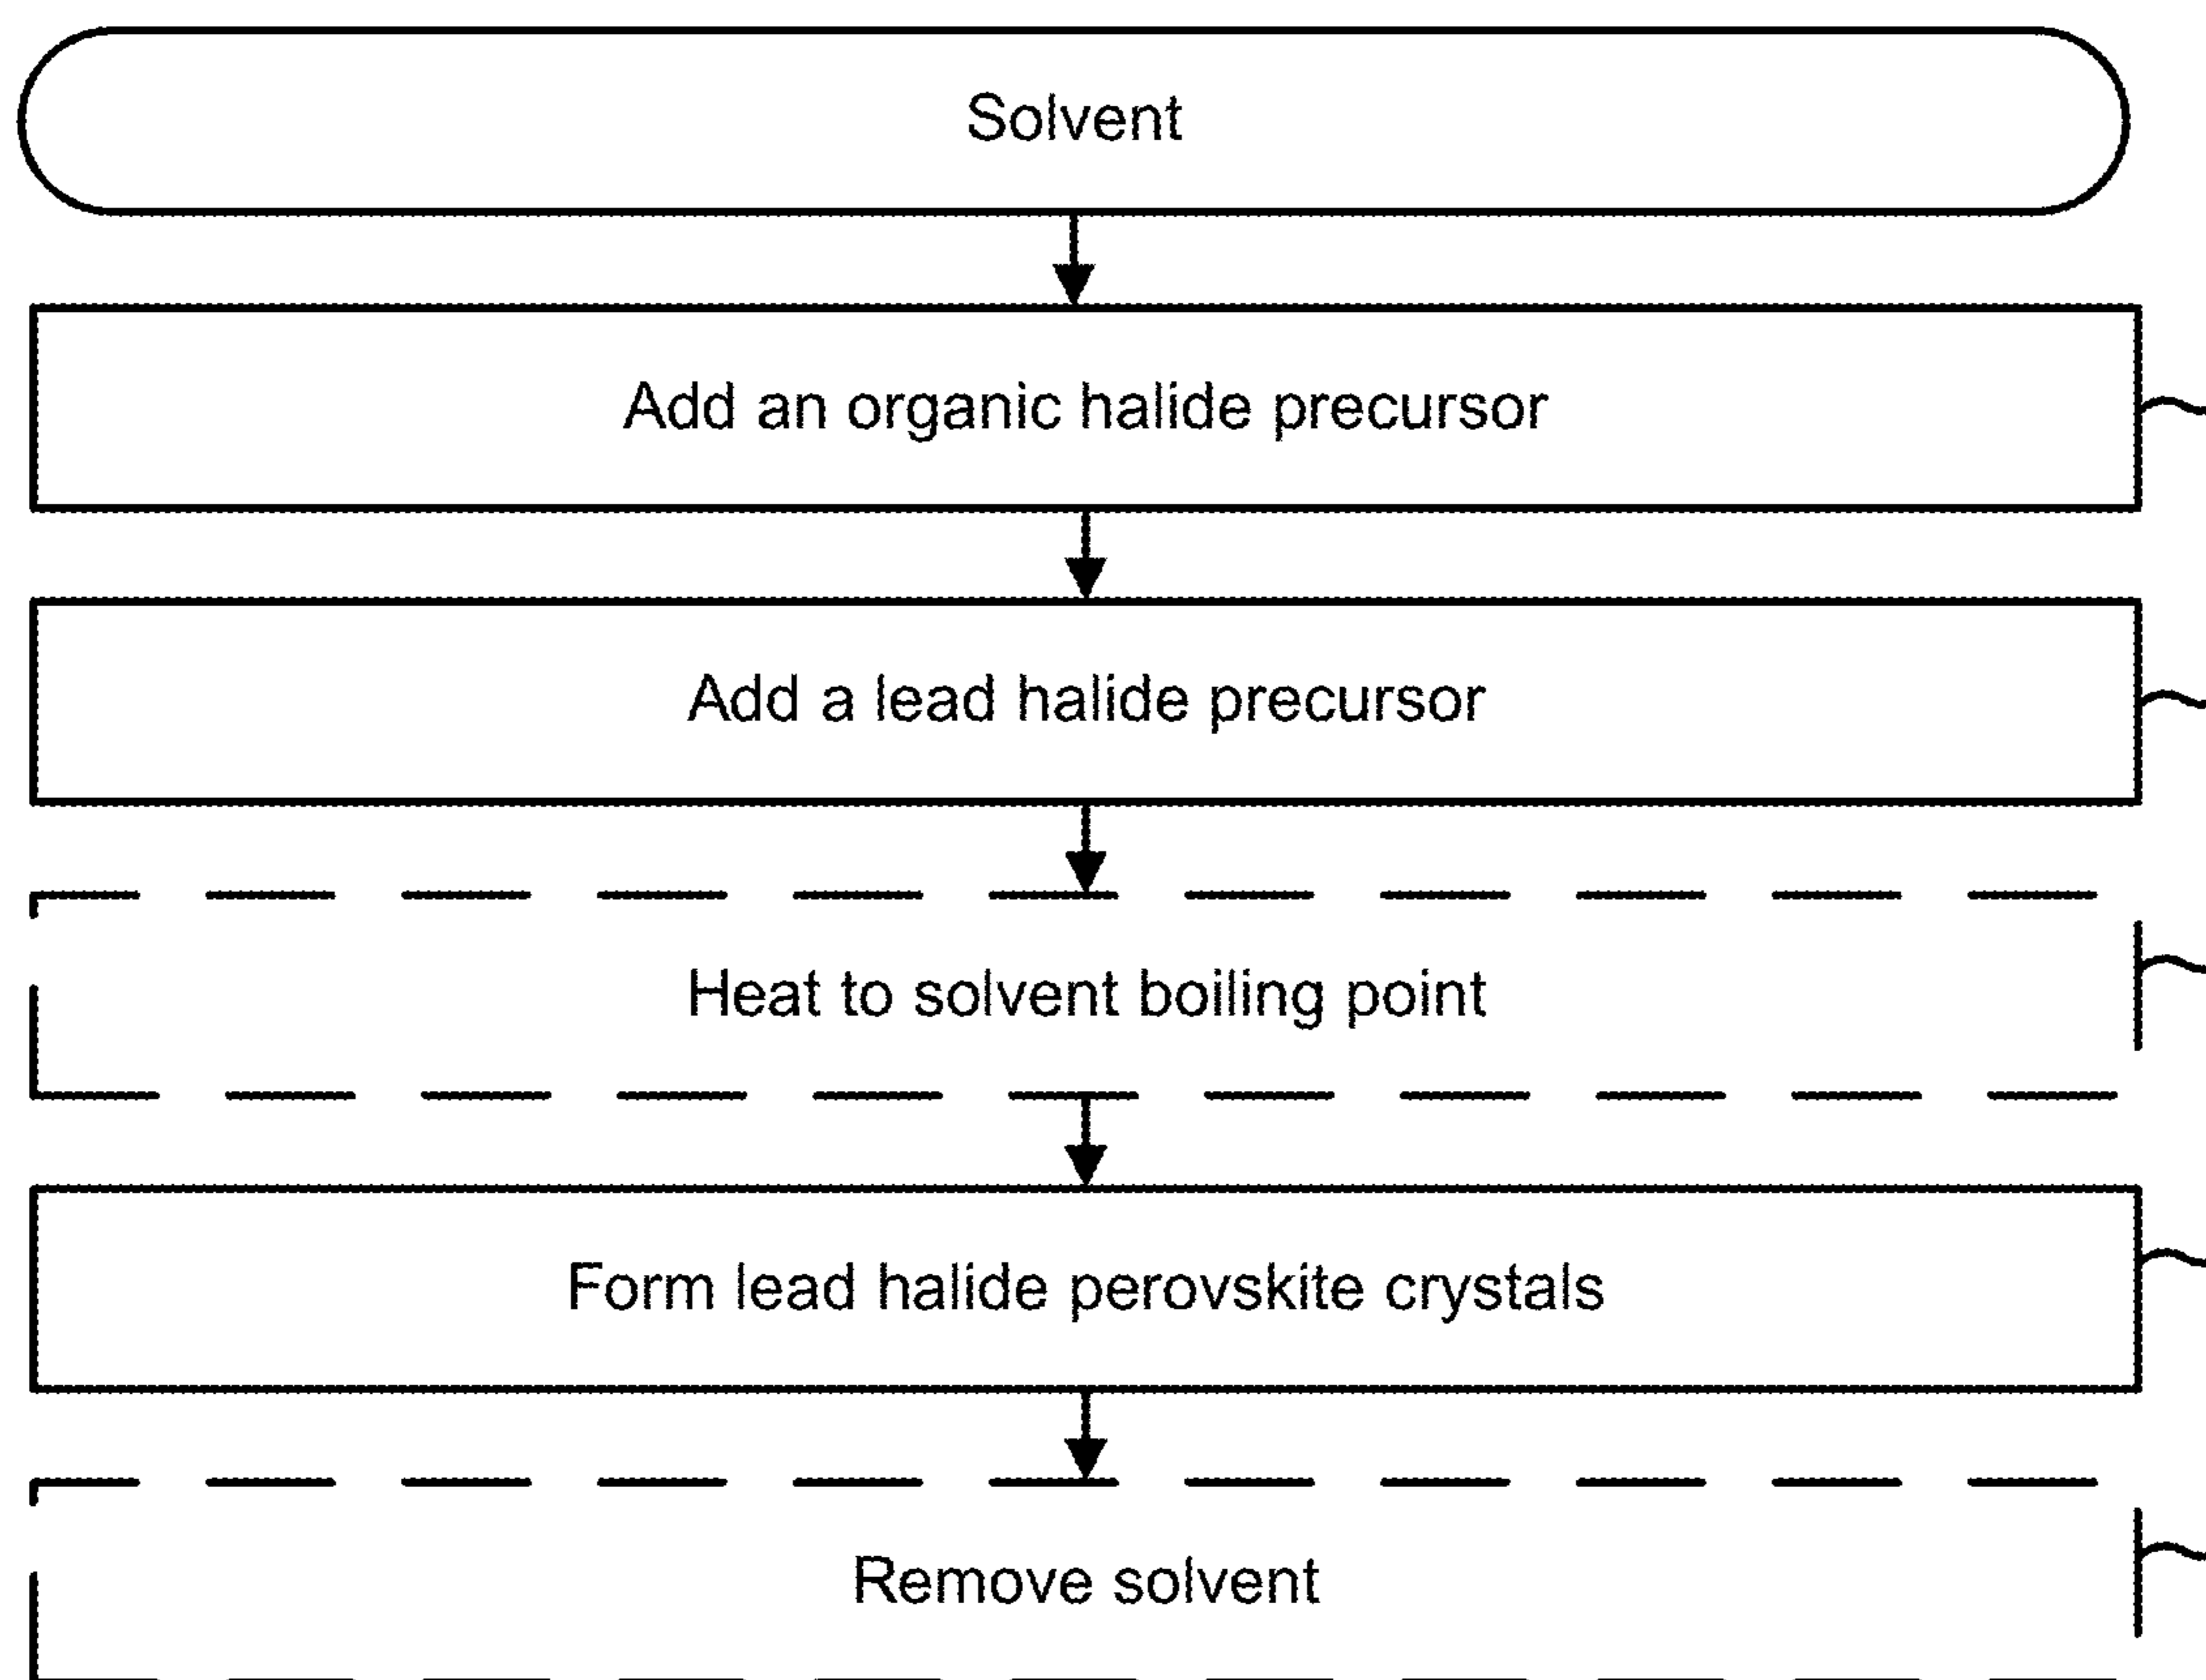 Solvent
Add an organic halide precursor
Add a lead halide precursor
Heat to solvent boiling point
Form lead halide perovskite crystals
Remove solvent